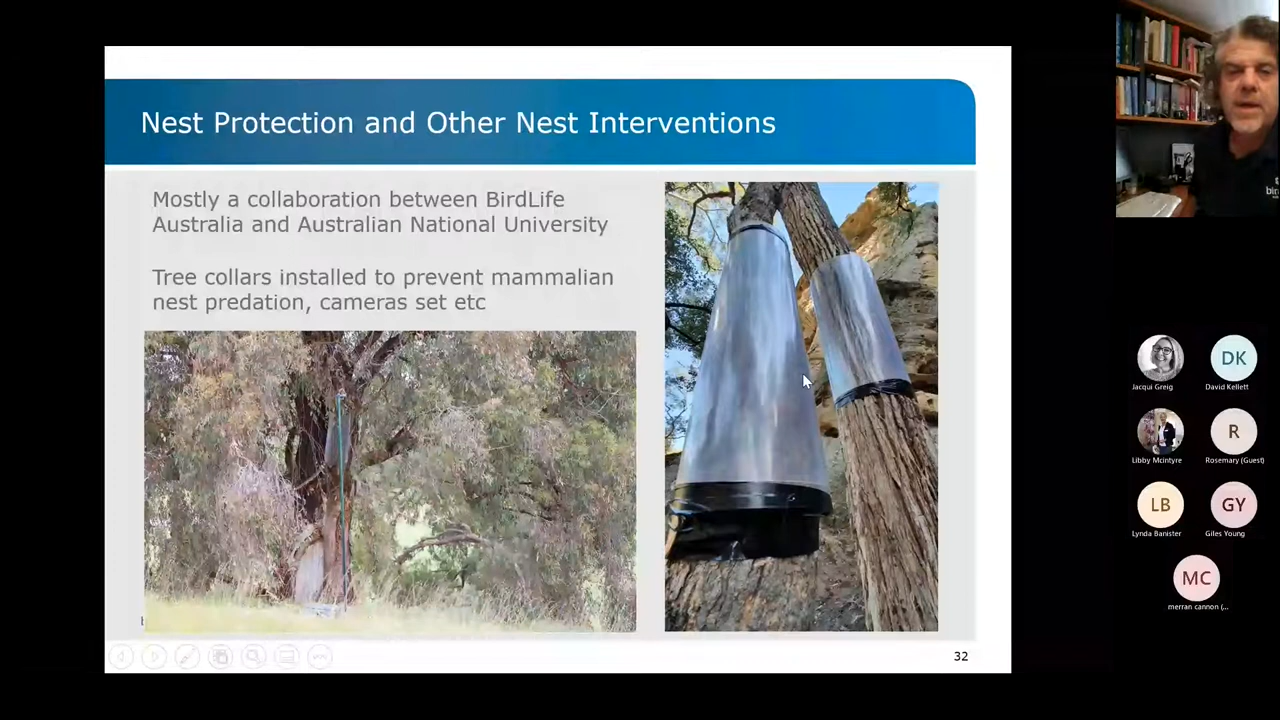 Nest Protection and Other Nest Interventions
Mostly a collaboration between BirdLife
Australia and Australian National University
Tree collars installed to prevent mammalian
nest predation, cameras set etc
32
Jacqui Greig
DK
David Kellett
Libby Mcintyre
R
Rosemary (Guest)
LB
Lynda Banister
GY
Giles Young
MC
merran cannon (...